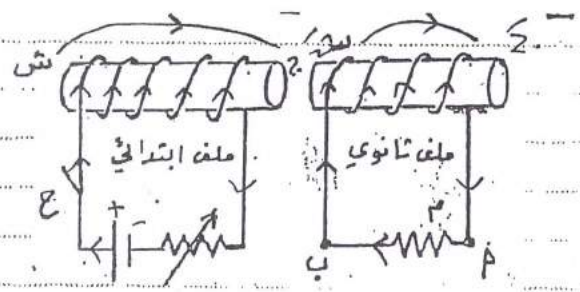 ش ج ش َ ج َ
ملف ابتدائي ملف ثانوي
ح م
+ -
ب أ